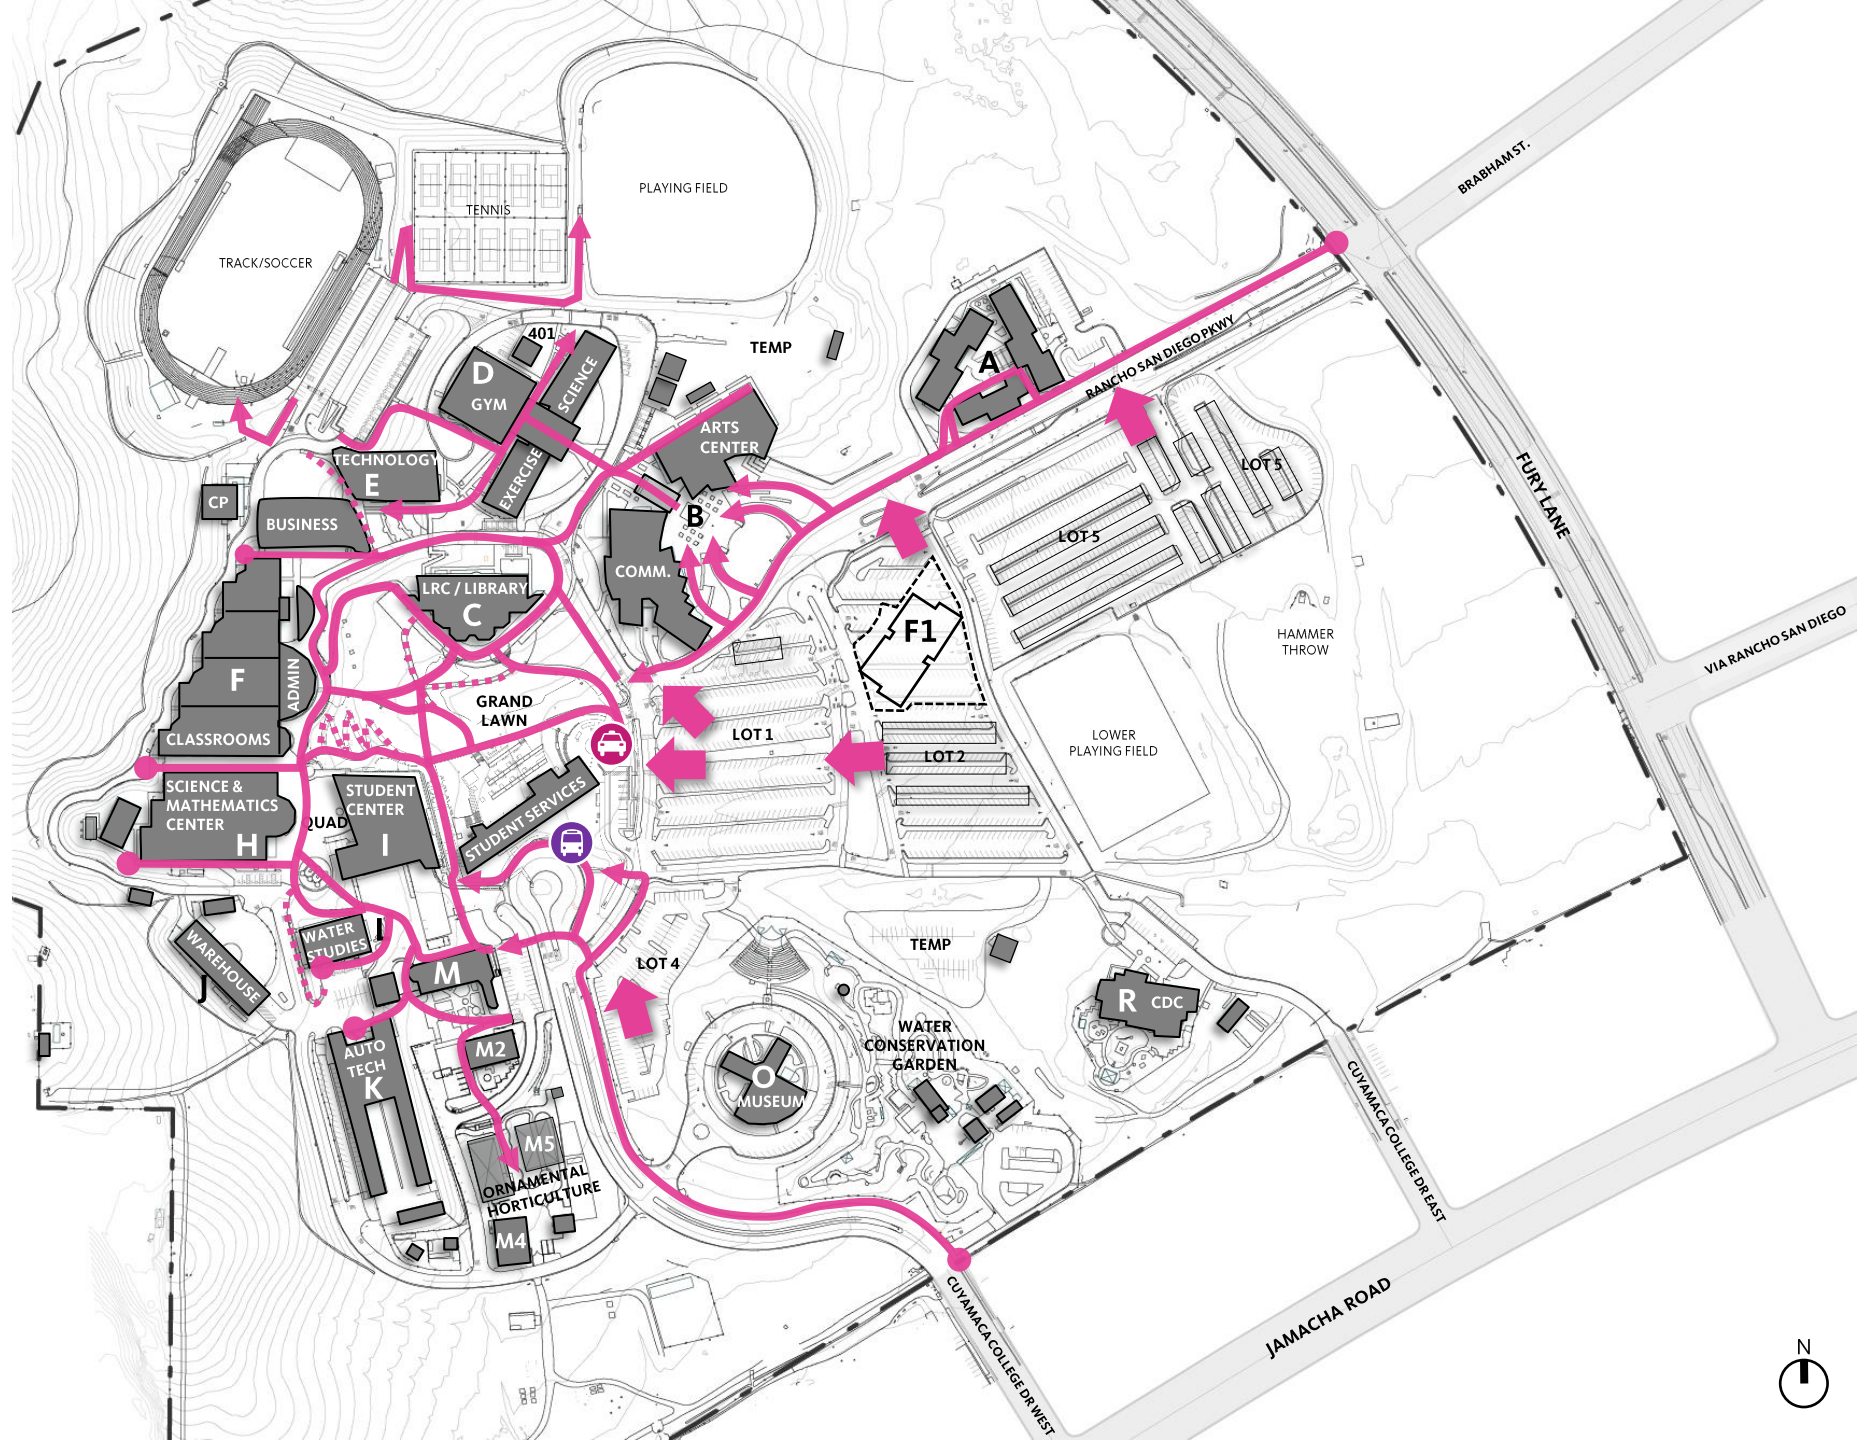 BRABHAM ST.
PLAYING FIELD
TENNIS
TRACK/SOCCER
401
TEMP
D
GYM
SCIENCE
A
RANCHO SAN DIEGO PKWY
ARTS
CENTER
TECHNOLOGY
E
EXERCISE
LOT 5
FURY LANE
CP
BUSINESS
B
LOT 5
COMM.
LRC / LIBRARY
C
F1
HAMMER
THROW
VIA RANCHO SAN DIEGO
F
ADMIN
GRAND
LAWN
CLASSROOMS
LOT 1
LOT 2
LOWER
PLAYING FIELD
SCIENCE &
MATHEMATICS
CENTER
H
STUDENT
CENTER
I
QUAD
STUDENT SERVICES
WATER
STUDIES
L
WAREHOUSE
J
M
LOT 4
TEMP
R
CDC
WATER
CONSERVATION
GARDEN
AUTO
TECH
K
M2
O
MUSEUM
M5
ORNAMENTAL
HORTICULTURE
M4
CUYAMACA COLLEGE DR EAST
CUYAMACA COLLEGE DR WEST
JAMACHA ROAD
N